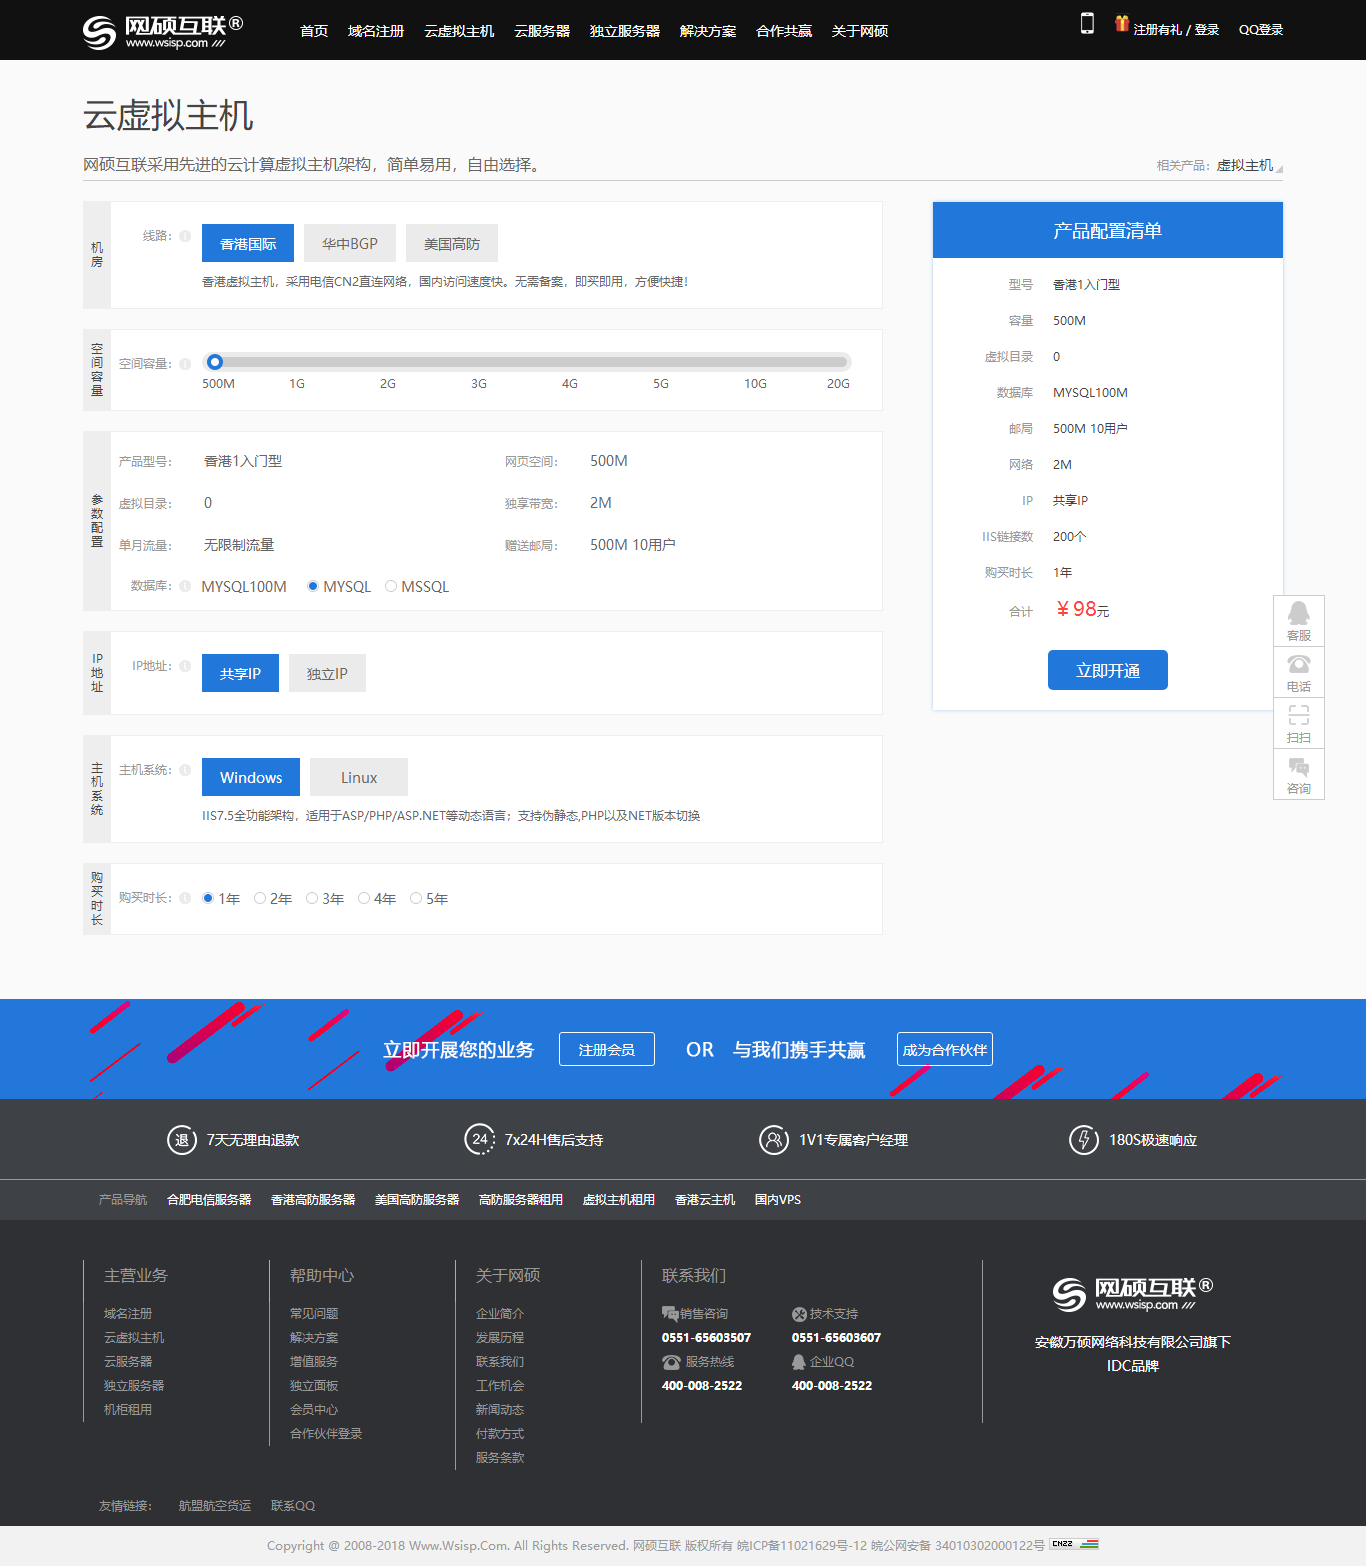 网硕互联®
www.wsisp.com ///
首页 域名注册 云虚拟主机 云服务器 独立服务器 解决方案 合作共赢 关于网硕
注册有礼 / 登录 QQ登录
云虚拟主机
网硕互联采用先进的云计算虚拟主机架构，简单易用，自由选择。
相关产品：虚拟主机
机房
线路：
香港国际 华中BGP 美国高防
香港虚拟主机，采用电信CN2直连网络，国内访问速度快。无需备案，即买即用，方便快捷！
空间容量
空间容量：
500M 1G 2G 3G 4G 5G 10G 20G
参数配置
产品型号： 香港1入门型 网页空间： 500M
虚拟目录： 0 独享带宽： 2M
单月流量： 无限制流量 赠送邮局： 500M 10用户
数据库： MYSQL100M MYSQL MSSQL
IP地址
IP地址： 共享IP 独立IP
主机系统
主机系统： Windows Linux
IIS7.5全功能架构，适用于ASP/PHP/ASP.NET等动态语言；支持伪静态,PHP以及NET版本切换
购买时长
购买时长： 1年 2年 3年 4年 5年
产品配置清单
型号 香港1入门型
容量 500M
虚拟目录 0
数据库 MYSQL100M
邮局 500M 10用户
网络 2M
IP 共享IP
IIS链接数 200个
购买时长 1年
合计 ￥98元
立即开通
客服
电话
扫扫
咨询
立即开展您的业务 注册会员 OR 与我们携手共赢 成为合作伙伴
退 7天无理由退款 24 7x24H售后支持 1V1专属客户经理 180S极速响应
产品导航 合肥电信服务器 香港高防服务器 美国高防服务器 高防服务器租用 虚拟主机租用 香港云主机 国内VPS
主营业务
域名注册
云虚拟主机
云服务器
独立服务器
机柜租用
帮助中心
常见问题
解决方案
增值服务
独立面板
会员中心
合作伙伴登录
关于网硕
企业简介
发展历程
联系我们
工作机会
新闻动态
付款方式
服务条款
联系我们
销售咨询 技术支持
0551-65603507 0551-65603607
服务热线 企业QQ
400-008-2522 400-008-2522
网硕互联®
www.wsisp.com ///
安徽万硕网络科技有限公司旗下
IDC品牌
友情链接： 航盟航空货运 联系QQ
Copyright @ 2008-2018 Www.Wsisp.Com. All Rights Reserved. 网硕互联 版权所有 皖ICP备11021629号-12 皖公网安备 34010302000122号 CNZZ